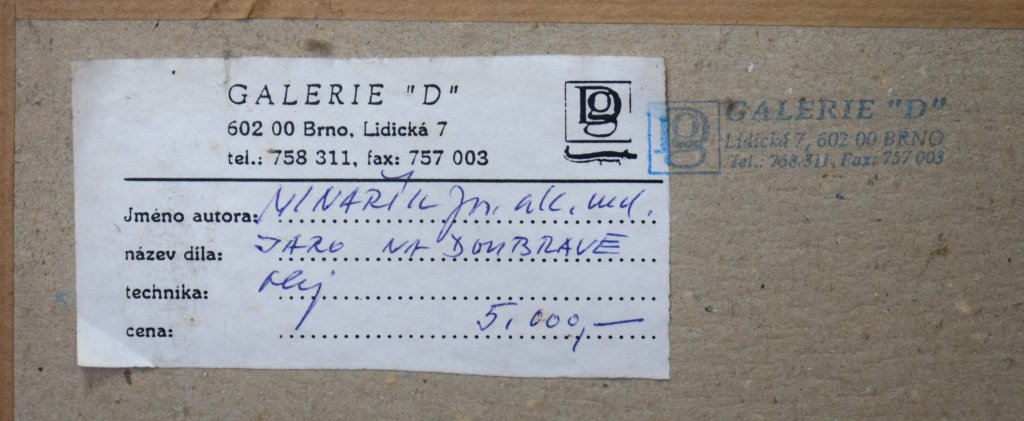 GALERIE "D"
602 00 Brno, Lidická 7
tel.: 758 311, fax: 757 003
Jméno autora: jn. ak. mal.
název díla: JARO NA DOUBRAVĚ
technika: olej
cena: 5.000,—
GALERIE "D"
Lidická 7, 602 00 BRNO
Tel.: 758 311, Fax: 757 003